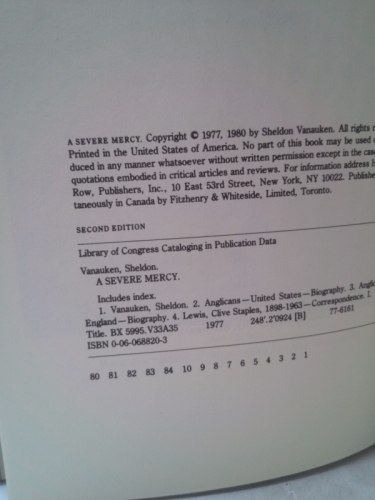 A SEVERE MERCY. Copyright © 1977, 1980 by Sheldon Vanauken. All rights
Printed in the United States of America. No part of this book may be used
duced in any manner whatsoever without written permission except in the case
quotations embodied in critical articles and reviews. For information address
Row, Publishers, Inc., 10 East 53rd Street, New York, NY 10022. Publishe
taneously in Canada by Fitzhenry & Whiteside, Limited, Toronto.
SECOND EDITION
Library of Congress Cataloging in Publication Data
Vanauken, Sheldon.
A SEVERE MERCY.
Includes index.
1. Vanauken, Sheldon. 2. Anglicans—United States—Biography. 3. Anglic
England—Biography. 4. Lewis, Clive Staples, 1898-1963—Correspondence. I.
Title. BX 5995.V33A35 1977 248'.2'0924 [B] 77-6161
ISBN 0-06-068820-3
80 81 82 83 84 10 9 8 7 6 5 4 3 2 1